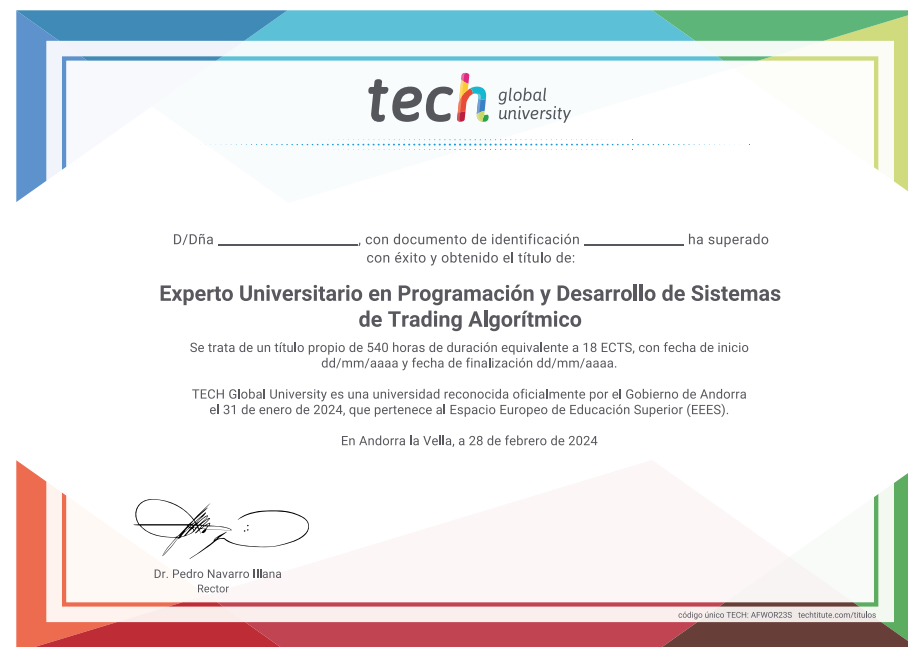 tech global university
D/Dña ____________, con documento de identificación ____________ ha superado
con éxito y obtenido el título de:
Experto Universitario en Programación y Desarrollo de Sistemas
de Trading Algorítmico
Se trata de un título propio de 540 horas de duración equivalente a 18 ECTS, con fecha de inicio
dd/mm/aaaa y fecha de finalización dd/mm/aaaa.
TECH Global University es una universidad reconocida oficialmente por el Gobierno de Andorra
el 31 de enero de 2024, que pertenece al Espacio Europeo de Educación Superior (EEES).
En Andorra la Vella, a 28 de febrero de 2024
Dr. Pedro Navarro Illana
Rector
código único TECH: AFWOR23S techtitute.com/titulos